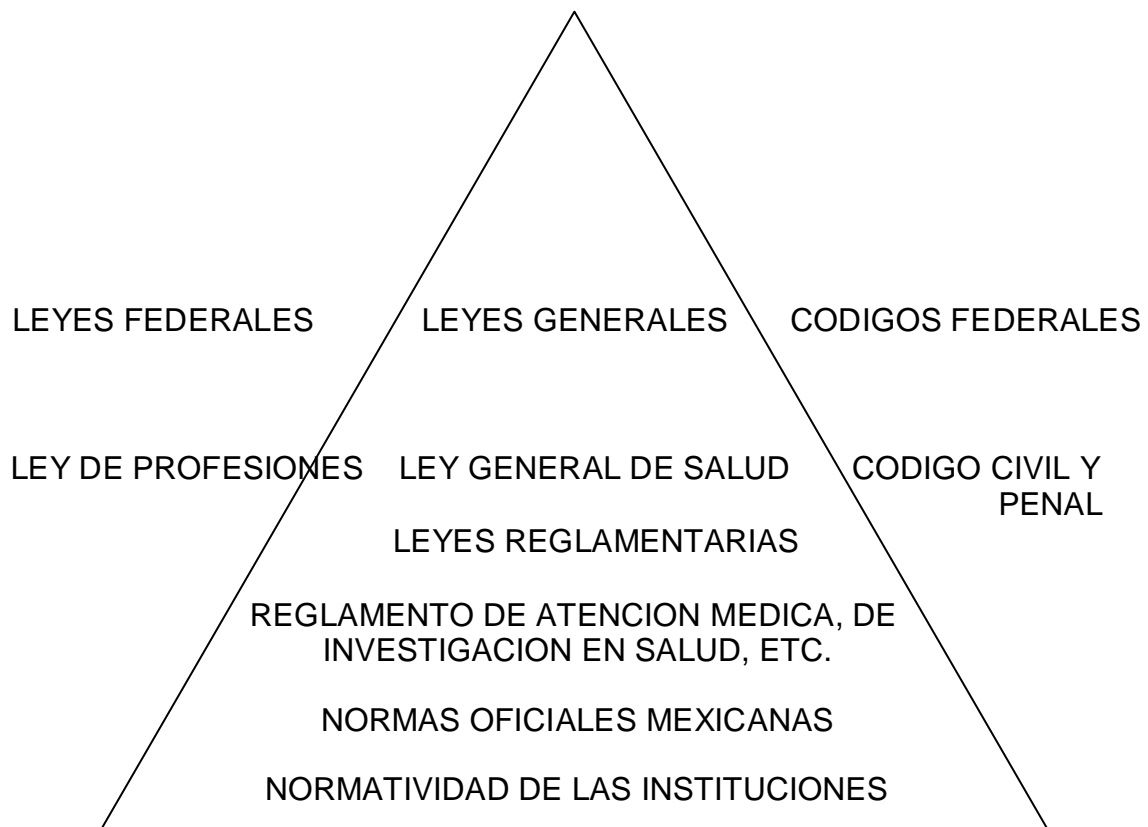 LEYES FEDERALES LEYES GENERALES CODIGOS FEDERALES
LEY DE PROFESIONES LEY GENERAL DE SALUD CODIGO CIVIL Y
PENAL
LEYES REGLAMENTARIAS
REGLAMENTO DE ATENCION MEDICA, DE
INVESTIGACION EN SALUD, ETC.
NORMAS OFICIALES MEXICANAS
NORMATIVIDAD DE LAS INSTITUCIONES